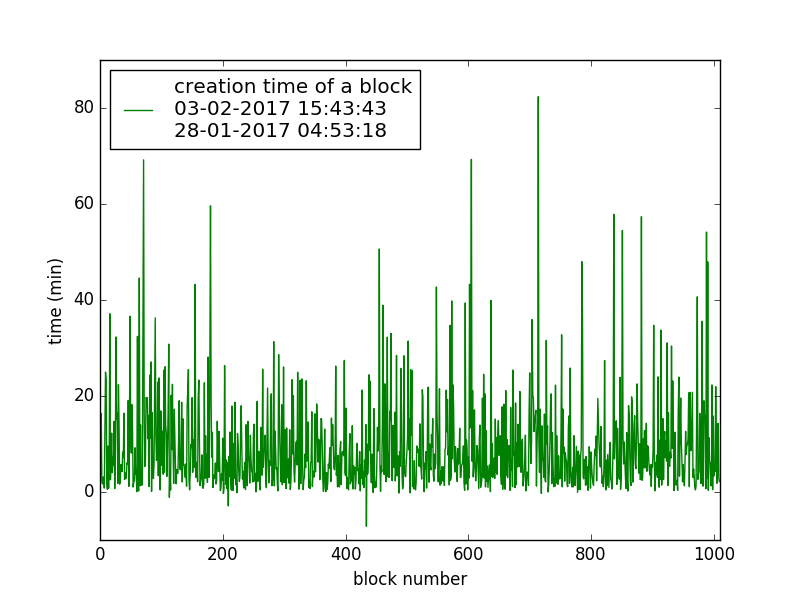 creation time of a block
03-02-2017 15:43:43
28-01-2017 04:53:18
80
60
40
20
0
time (min)
0 200 400 600 800 1000
block number